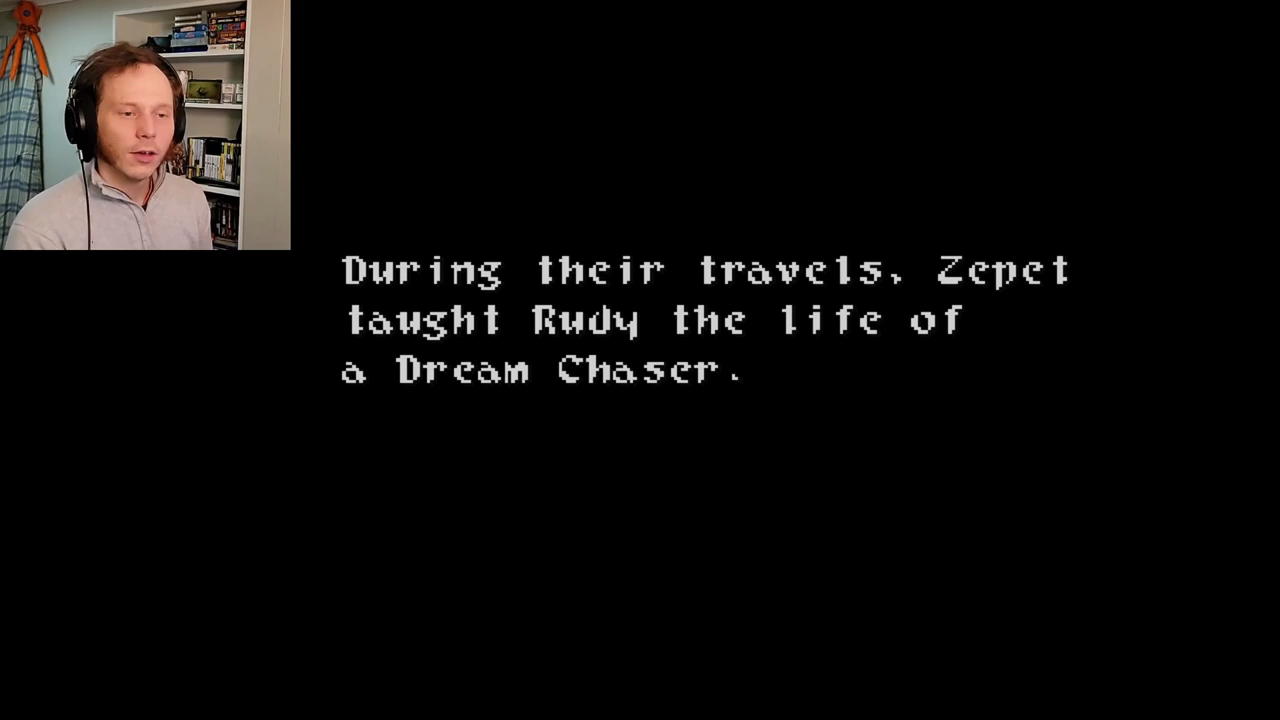 During their travels, Zepet
taught Rudy the life of
a Dream Chaser.